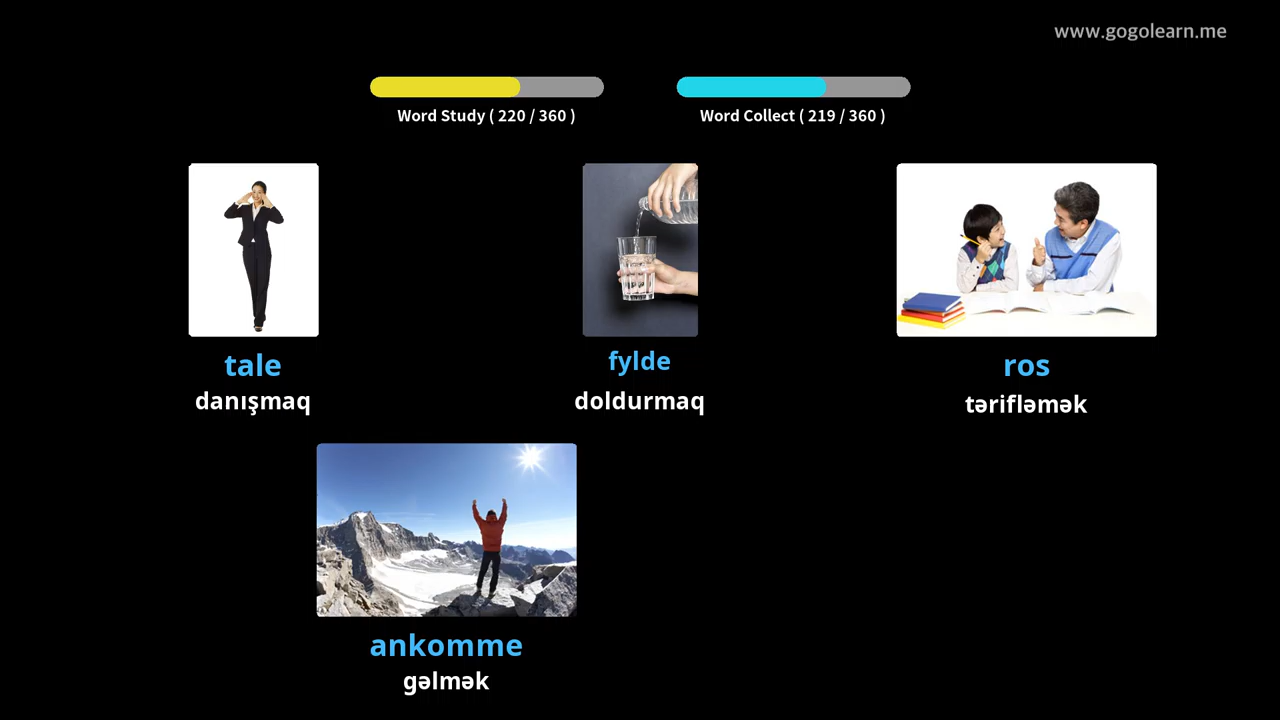 www.gogolearn.me
Word Study ( 220 / 360 )
Word Collect ( 219 / 360 )
tale
danışmaq
fylde
doldurmaq
ros
tərifləmək
ankomme
gəlmək